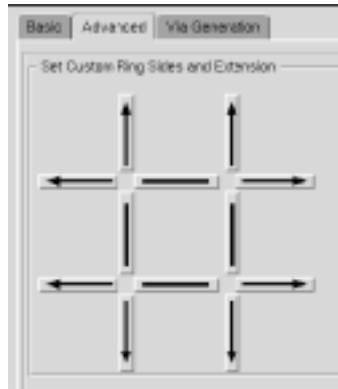 Basic Advanced Via Generation
Set Custom Ring Sides and Extension